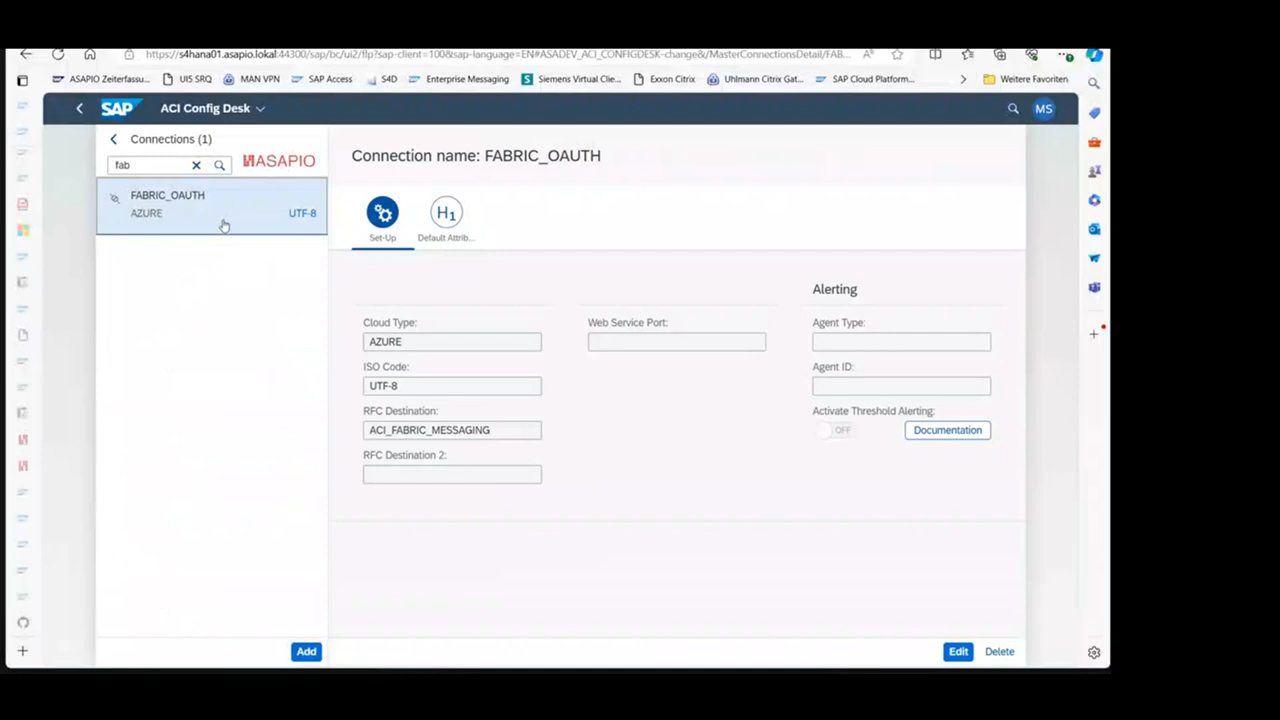 https://s4hana01.asapio.lokal:44300/sap/bc/ui2/flp?sap-client=100&sap-language=EN#ASADEV_ACI_CONFIGDESK-change&/MasterConnectionsDetail/FAB...
ASAPIO Zeiterfassu... UI5 SRQ MAN VPN SAP Access S4D Enterprise Messaging Siemens Virtual Clie... Exxon Citrix Uhlmann Citrix Gat... SAP Cloud Platform... Weitere Favoriten
SAP ACI Config Desk MS
Connections (1)
fab ASAPIO
FABRIC_OAUTH
AZURE UTF-8
Add
Connection name: FABRIC_OAUTH
H1
Set-Up Default Attrib...
Cloud Type:
AZURE
ISO Code:
UTF-8
RFC Destination:
ACI_FABRIC_MESSAGING
RFC Destination 2:
Web Service Port:
Alerting
Agent Type:
Agent ID:
Activate Threshold Alerting:
OFF Documentation
Edit Delete